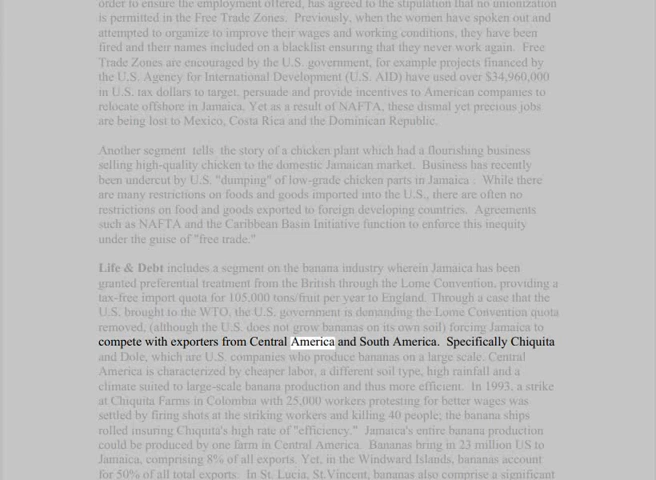 order to ensure the employment offered, has agreed to the stipulation that no unionization
is permitted in the Free Trade Zones.  Previously, when the women have spoken out and
attempted to organize to improve their wages and working conditions, they have been
fired and their names included on a blacklist ensuring that they never work again.  Free
Trade Zones are encouraged by the U.S. government, for example projects financed by
the U.S. Agency for International Development (U.S. AID) have used over $34,960,000
in U.S. tax dollars to target, persuade and provide incentives to American companies to
relocate offshore in Jamaica, Yet as a result of NAFTA, these dismal yet precious jobs
are being lost to Mexico, Costa Rica and the Dominican Republic.
Another segment  tells  the story of a chicken plant which had a flourishing business
selling high-quality chicken to the domestic Jamaican market.  Business has recently
been undercut by U.S. "dumping" of low-grade chicken parts in Jamaica :  While there
are many restrictions on foods and goods imported into the U.S., there are often no
restrictions on food and goods exported to foreign developing countries.  Agreements
such as NAFTA and the Caribbean Basin Initiative function to enforce this inequity
under the guise of "free trade."
Life & Debt includes a segment on the banana industry wherein Jamaica has been
granted preferential treatment from the British through the Lome Convention, providing a
tax-free import quota for 105,000 tons/fruit per year to England. Through a case that the
U.S. brought to the WTO, the U.S. government is demanding the Lome Convention quota
removed, (although the U.S. does not grow bananas on its own soil) forcing Jamaica to
compete with exporters from Central America and South America.  Specifically Chiquita
and Dole, which are U.S. companies who produce bananas on a large scale. Central
America is characterized by cheaper labor, a different soil type, high rainfall and a
climate suited to large-scale banana production and thus more efficient.  In 1993, a strike
at Chiquita Farms in Colombia with 25,000 workers protesting for better wages was
settled by firing shots at the striking workers and killing 40 people; the banana ships
rolled insuring Chiquita's high rate of "efficiency."  Jamaica's entire banana production
could be produced by one farm in Central America.  Bananas bring in 23 million US to
Jamaica, comprising 8% of all exports. Yet, in the Windward Islands, bananas account
for 50% of all total exports.  In St. Lucia, St.Vincent, bananas also comprise a significant